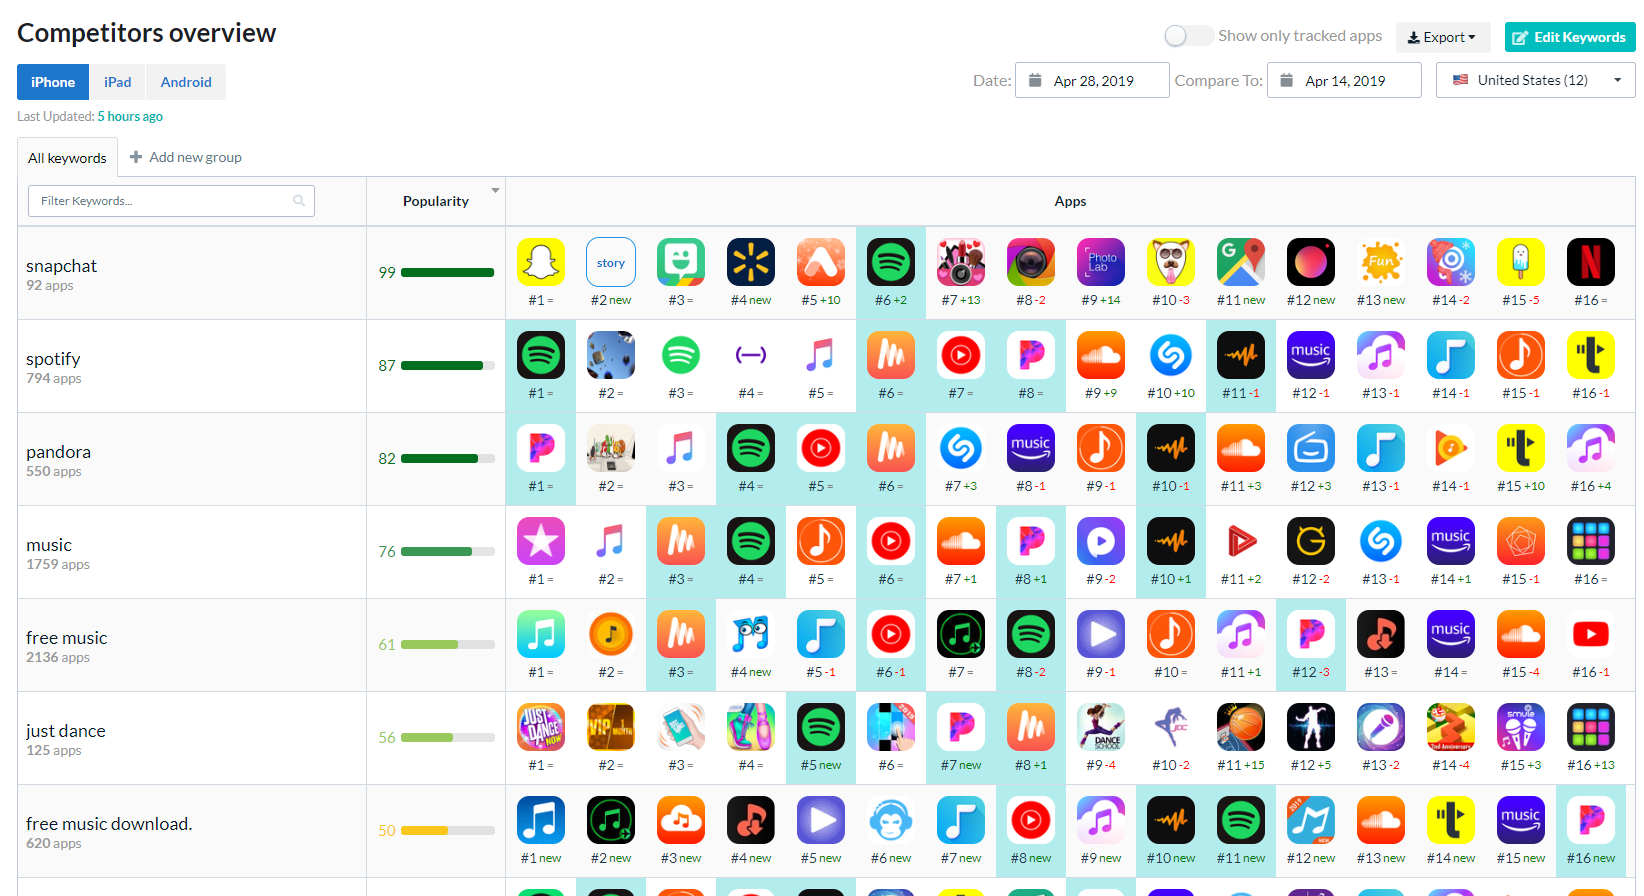 Competitors overview
Show only tracked apps
Export
Edit Keywords
iPhone iPad Android
Date: Apr 28, 2019 Compare To: Apr 14, 2019 United States (12)
Last Updated: 5 hours ago
All keywords Add new group
Filter Keywords... Popularity Apps
snapchat
92 apps
99
story
Photo Lab
Fun
#1 = #2 new #3 = #4 new #5 +10 #6 +2 #7 +13 #8 -2 #9 +14 #10 -3 #11 new #12 new #13 new #14 -2 #15 -5 #16 =
spotify
794 apps
87
music
#1 = #2 = #3 = #4 = #5 = #6 = #7 = #8 = #9 +9 #10 +10 #11 -1 #12 -1 #13 -1 #14 -1 #15 -1 #16 -1
pandora
550 apps
82
music
#1 = #2 = #3 = #4 = #5 = #6 = #7 +3 #8 -1 #9 -1 #10 -1 #11 +3 #12 +3 #13 -1 #14 -1 #15 +10 #16 +4
music
1759 apps
76
music
#1 = #2 = #3 = #4 = #5 = #6 = #7 +1 #8 +1 #9 -2 #10 +1 #11 +2 #12 -2 #13 -1 #14 +1 #15 -1 #16 =
free music
2136 apps
61
music
#1 = #2 = #3 = #4 new #5 -1 #6 -1 #7 = #8 -2 #9 -1 #10 = #11 +1 #12 -3 #13 = #14 = #15 -4 #16 -1
just dance
125 apps
56
JUST DANCE NOW
VIP
2019
DANCE SCHOOL
JCC
2nd Anniversary
smule
#1 = #2 = #3 = #4 = #5 new #6 = #7 new #8 +1 #9 -4 #10 -2 #11 +15 #12 +5 #13 -2 #14 -4 #15 +3 #16 +13
free music download.
620 apps
50
2019
NEW
music
#1 new #2 new #3 new #4 new #5 new #6 new #7 new #8 new #9 new #10 new #11 new #12 new #13 new #14 new #15 new #16 new